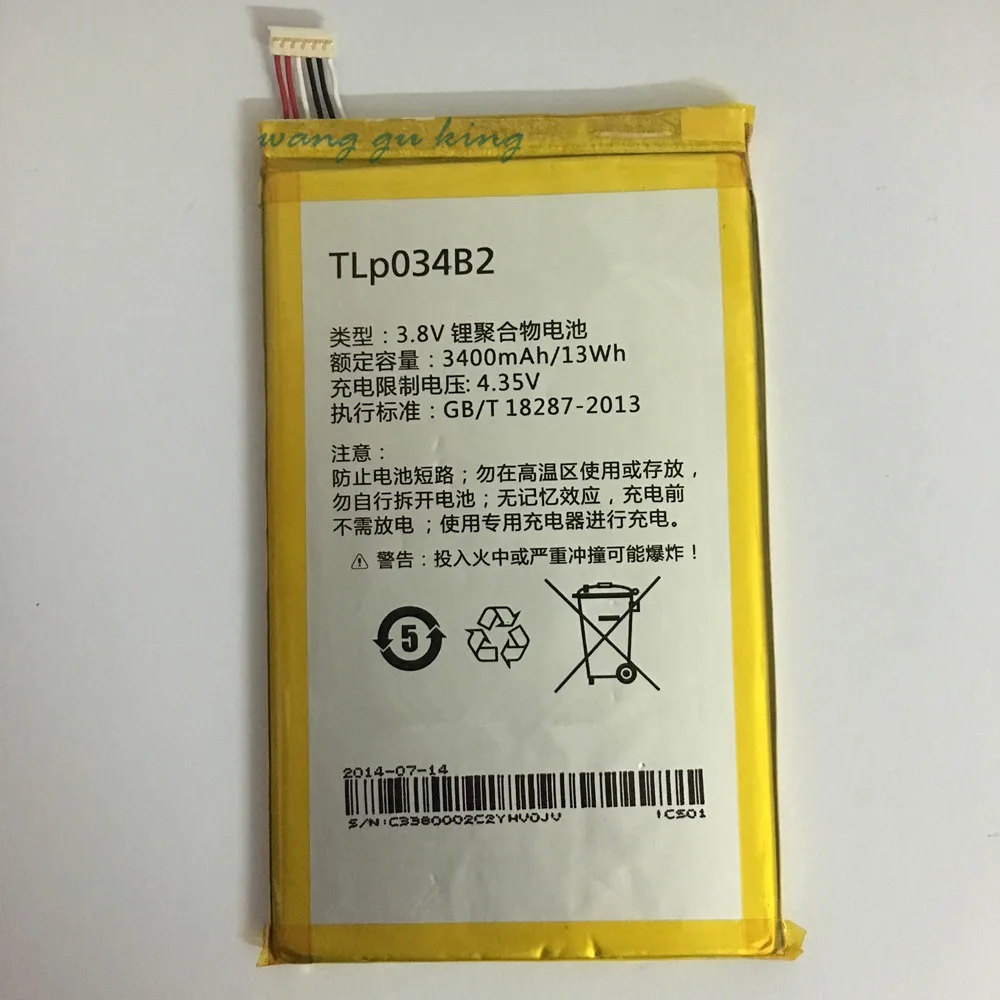 wang gu king
TLp034B2
类型：3.8V 锂聚合物电池
额定容量：3400mAh/13Wh
充电限制电压: 4.35V
执行标准：GB/T 18287-2013
注意：
防止电池短路；勿在高温区使用或存放，
勿自行拆开电池；无记忆效应，充电前
不需放电；使用专用充电器进行充电。
⚠ 警告：投入火中或严重冲撞可能爆炸！
5
2014-07-14
S/N:C3380002C2YHV0JV 1CS01